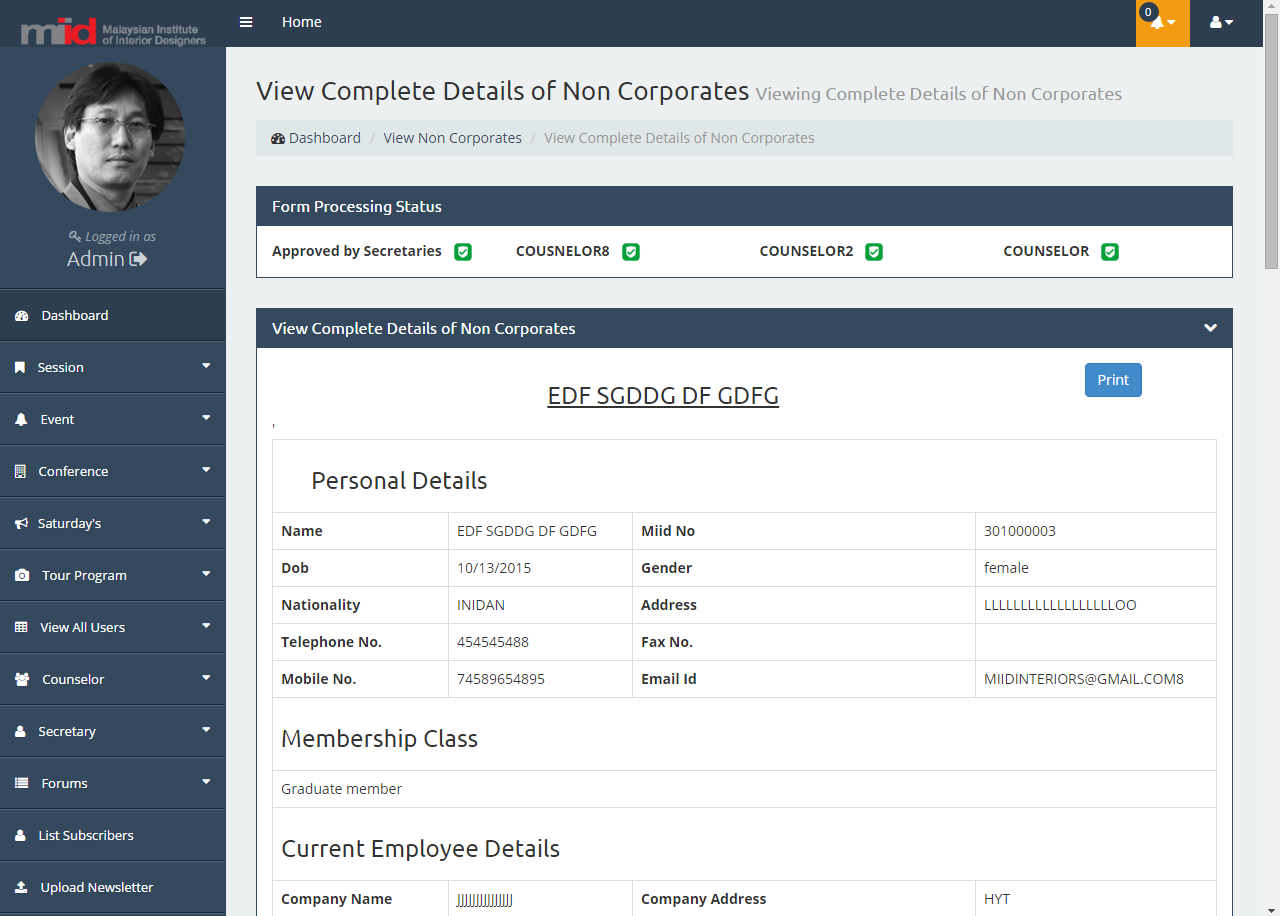 miid Malaysian Institute of Interior Designers
Home
0
Logged in as
Admin
Dashboard
Session
Event
Conference
Saturday's
Tour Program
View All Users
Counselor
Secretary
Forums
List Subscribers
Upload Newsletter
View Complete Details of Non Corporates Viewing Complete Details of Non Corporates
Dashboard / View Non Corporates / View Complete Details of Non Corporates
Form Processing Status
Approved by Secretaries COUSNELOR8 COUNSELOR2 COUNSELOR
View Complete Details of Non Corporates
Print
EDF SGDDG DF GDFG
'
Personal Details
Name EDF SGDDG DF GDFG Miid No 301000003
Dob 10/13/2015 Gender female
Nationality INIDAN Address LLLLLLLLLLLLLLLLLLOO
Telephone No. 454545488 Fax No.
Mobile No. 74589654895 Email Id MIIDINTERIORS@GMAIL.COM8
Membership Class
Graduate member
Current Employee Details
Company Name Company Address HYT